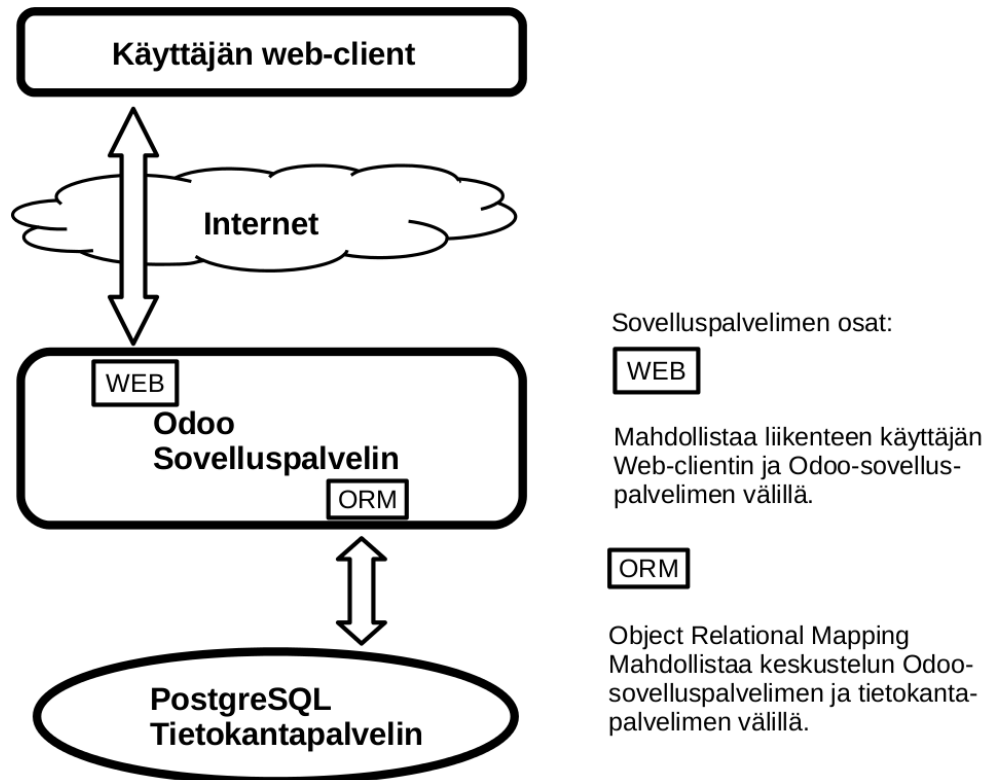 Käyttäjän web-client
Internet
WEB
Odoo
Sovelluspalvelin
ORM
PostgreSQL
Tietokantapalvelin
Sovelluspalvelimen osat:
WEB
Mahdollistaa liikenteen käyttäjän
Web-clientin ja Odoo-sovellus-
palvelimen välillä.
ORM
Object Relational Mapping
Mahdollistaa keskustelun Odoo-
sovelluspalvelimen ja tietokanta-
palvelimen välillä.